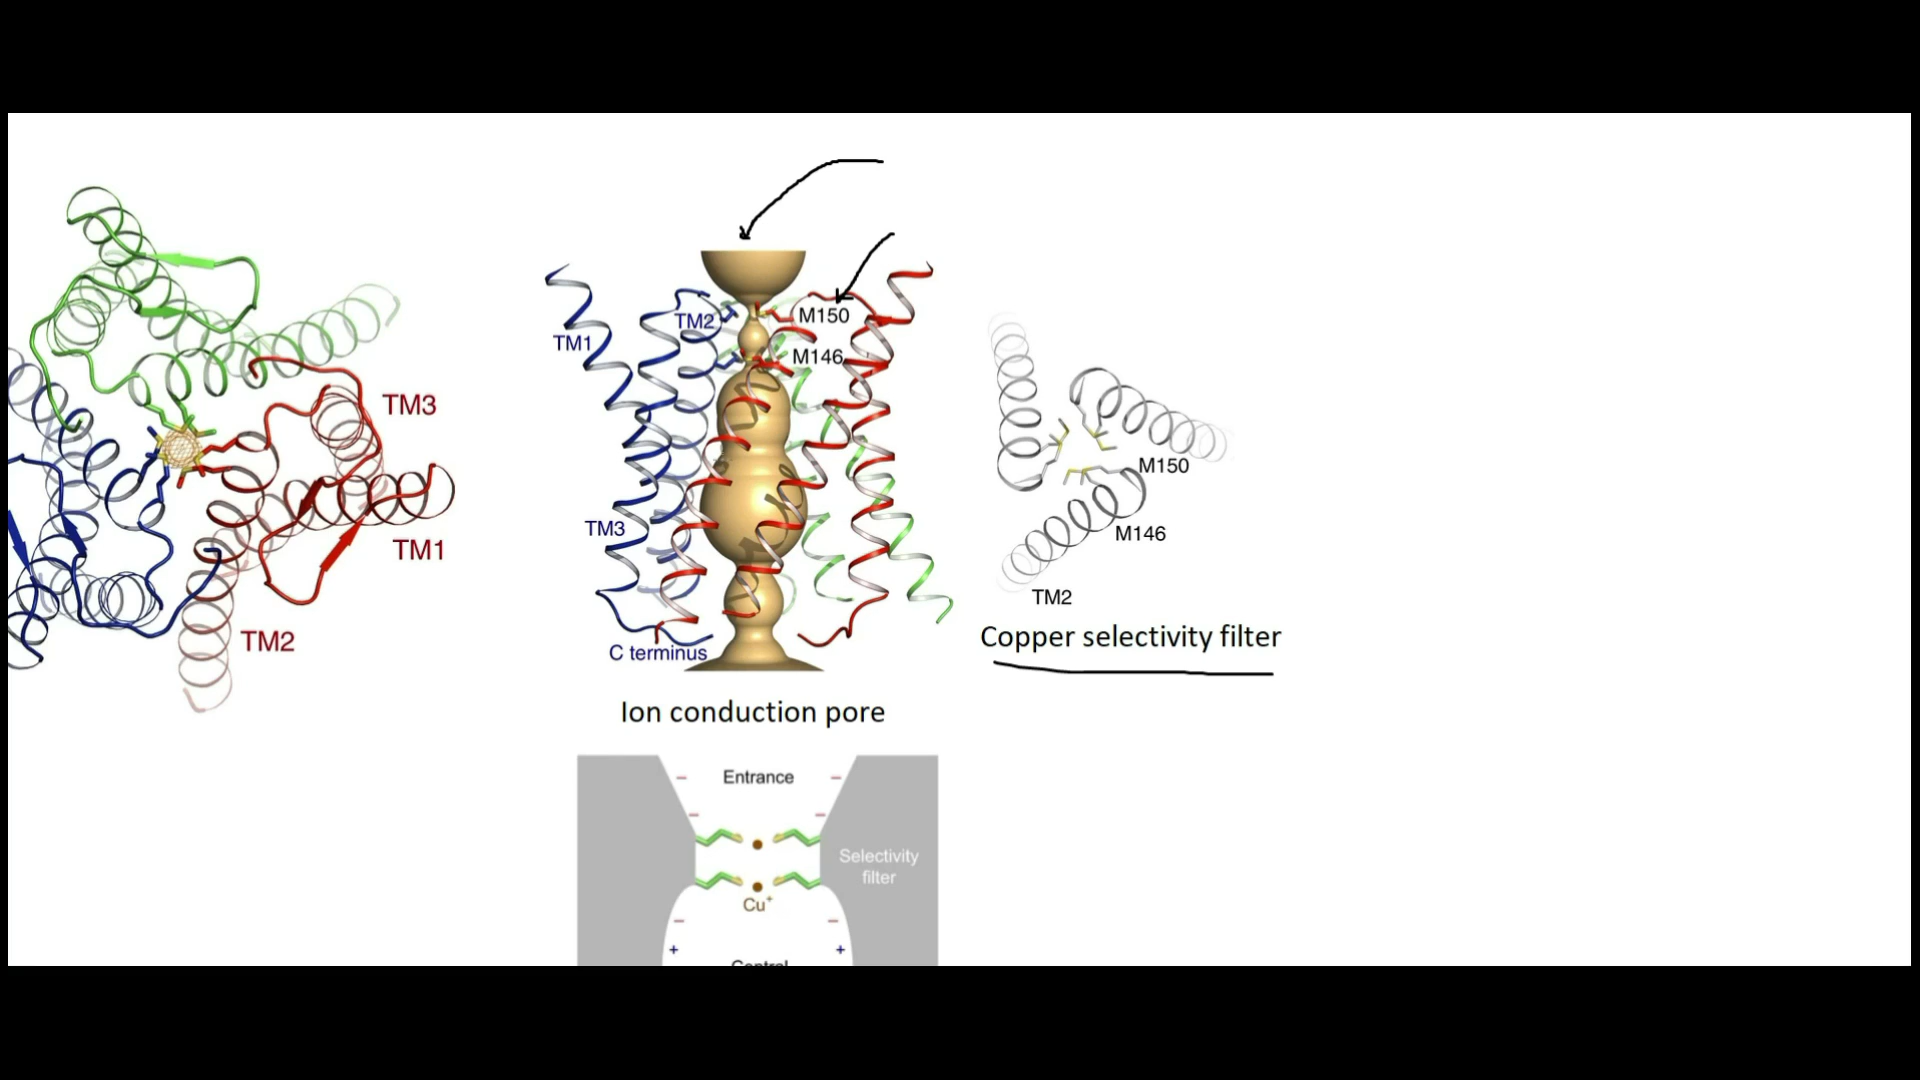 TM3
TM1
TM2
TM2
TM1
M150
M146
TM3
C terminus
Ion conduction pore
M150
M146
TM2
Copper selectivity filter
Entrance
Selectivity
filter
Cu⁺
Central